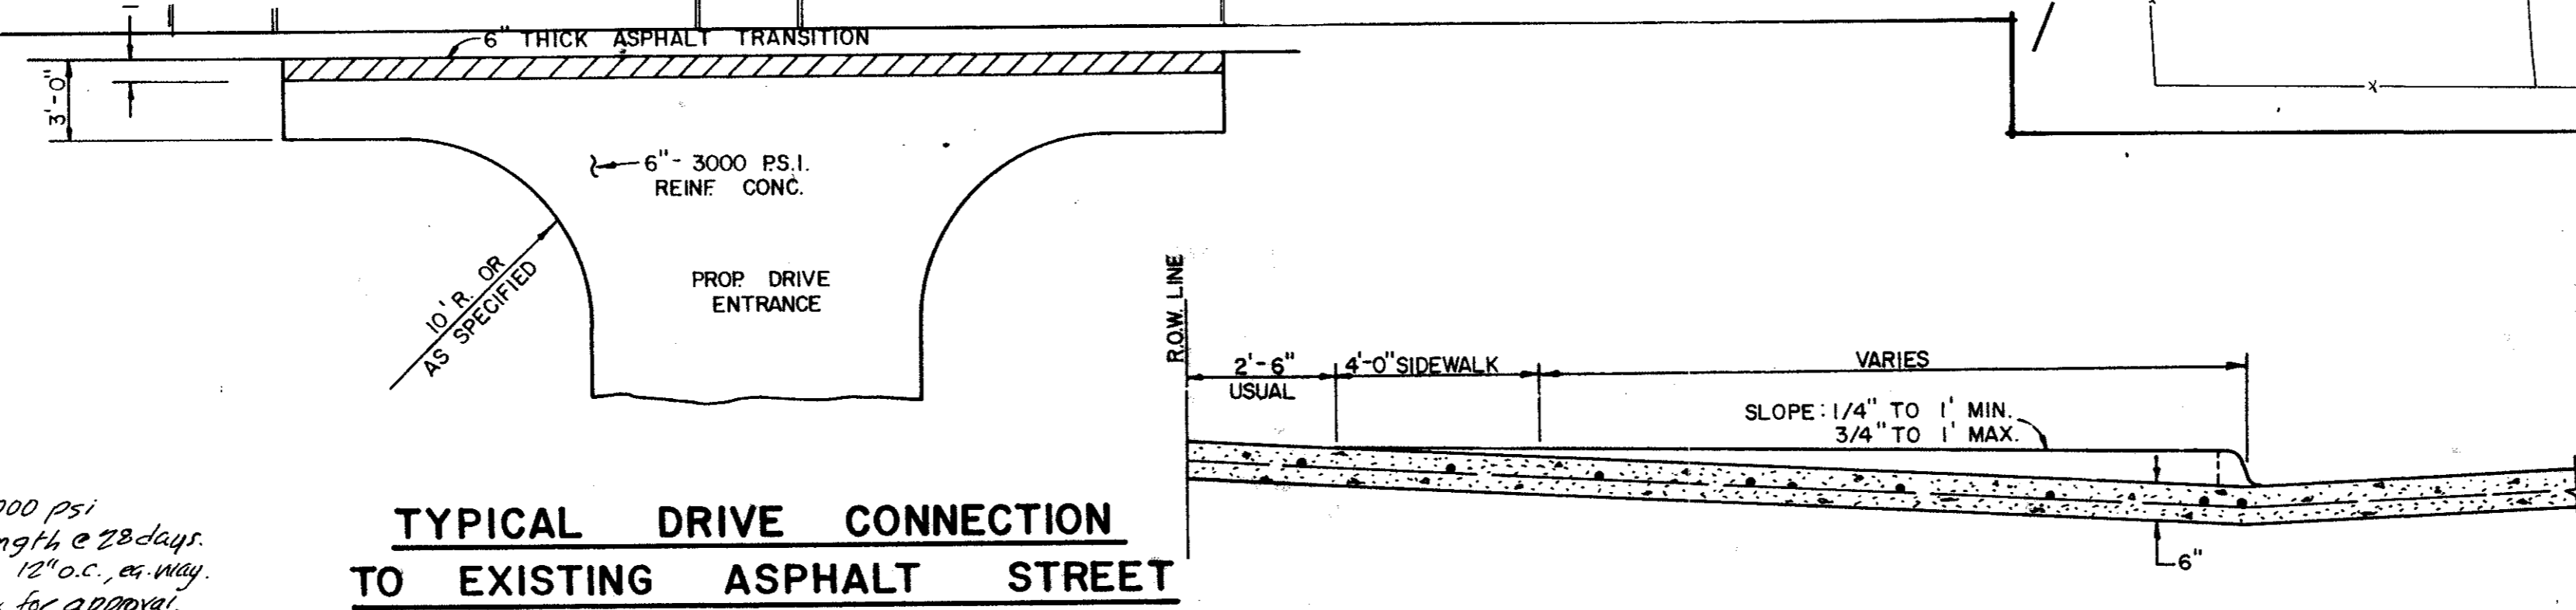 6" THICK ASPHALT TRANSITION
3'-0"
6"- 3000 P.S.I.
REINF. CONC.
PROP. DRIVE
ENTRANCE
10' R. OR
AS SPECIFIED
R.O.W. LINE
2'-6"
USUAL
4'-0" SIDEWALK
VARIES
SLOPE: 1/4" TO 1' MIN.
3/4" TO 1' MAX.
6"
000 psi
ngth @ 28 days.
12" o.c., ea. way.
for approval.
TYPICAL DRIVE CONNECTION
TO EXISTING ASPHALT STREET